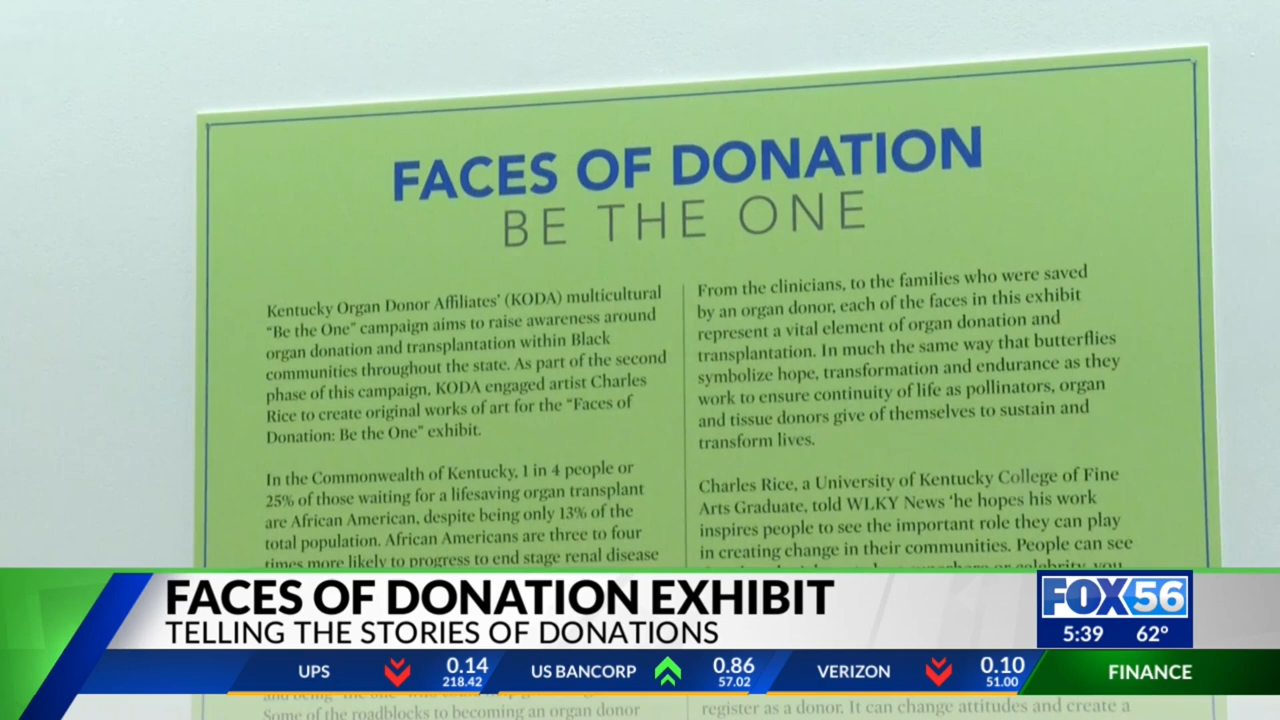 FACES OF DONATION
BE THE ONE
Kentucky Organ Donor Affiliates' (KODA) multicultural
"Be the One" campaign aims to raise awareness around
organ donation and transplantation within Black
communities throughout the state. As part of the second
phase of this campaign, KODA engaged artist Charles
Rice to create original works of art for the "Faces of
Donation: Be the One" exhibit.
In the Commonwealth of Kentucky, 1 in 4 people or
25% of those waiting for a lifesaving organ transplant
are African American, despite being only 13% of the
total population. African Americans are three to four
times more likely to progress to end stage renal disease
Some of the roadblocks to becoming an organ donor
From the clinicians, to the families who were saved
by an organ donor, each of the faces in this exhibit
represent a vital element of organ donation and
transplantation. In much the same way that butterflies
symbolize hope, transformation and endurance as they
work to ensure continuity of life as pollinators, organ
and tissue donors give of themselves to sustain and
transform lives.
Charles Rice, a University of Kentucky College of Fine
Arts Graduate, told WLKY News 'he hopes his work
inspires people to see the important role they can play
in creating change in their communities. People can see
register as a donor. It can change attitudes and create a
FACES OF DONATION EXHIBIT
TELLING THE STORIES OF DONATIONS
FOX 56
5:39 62°
UPS 0.14 218.42 US BANCORP 0.86 57.02 VERIZON 0.10 51.00 FINANCE